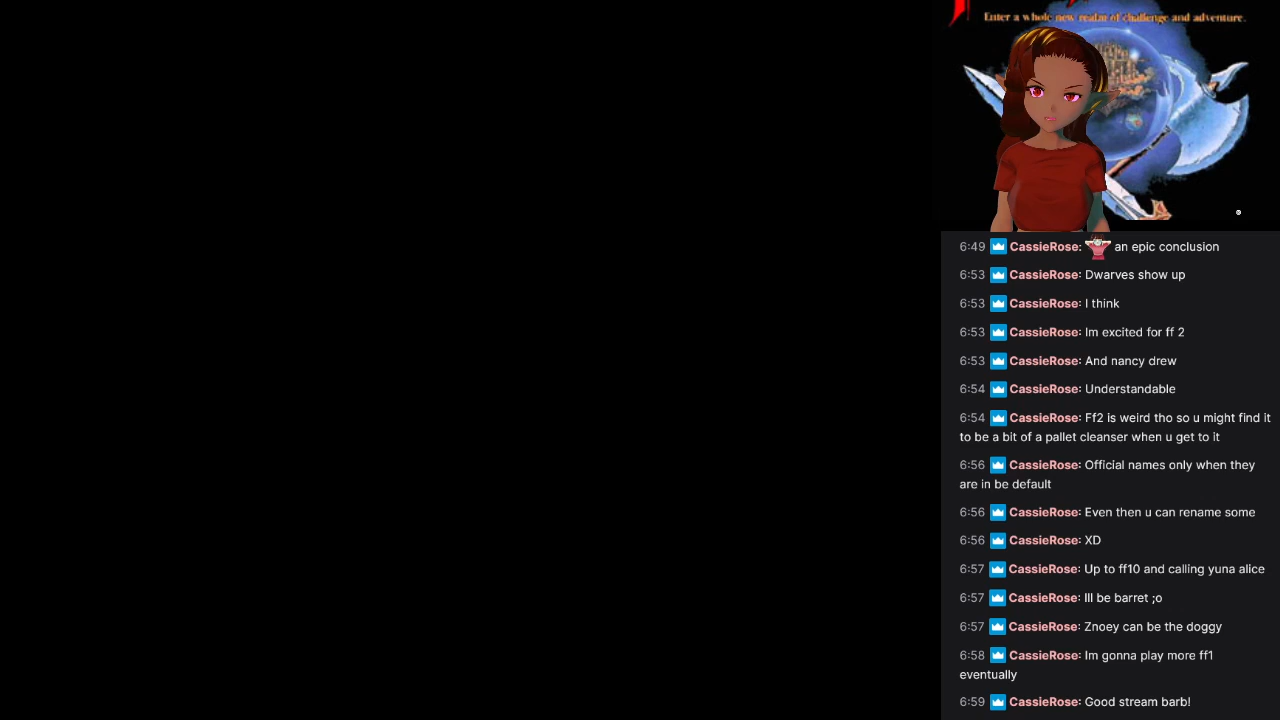 Enter a whole new realm of challenge and adventure.
6:49 CassieRose: an epic conclusion
6:53 CassieRose: Dwarves show up
6:53 CassieRose: I think
6:53 CassieRose: Im excited for ff 2
6:53 CassieRose: And nancy drew
6:54 CassieRose: Understandable
6:54 CassieRose: Ff2 is weird tho so u might find it
to be a bit of a pallet cleanser when u get to it
6:56 CassieRose: Official names only when they
are in be default
6:56 CassieRose: Even then u can rename some
6:56 CassieRose: XD
6:57 CassieRose: Up to ff10 and calling yuna alice
6:57 CassieRose: Ill be barret ;o
6:57 CassieRose: Znoey can be the doggy
6:58 CassieRose: Im gonna play more ff1
eventually
6:59 CassieRose: Good stream barb!